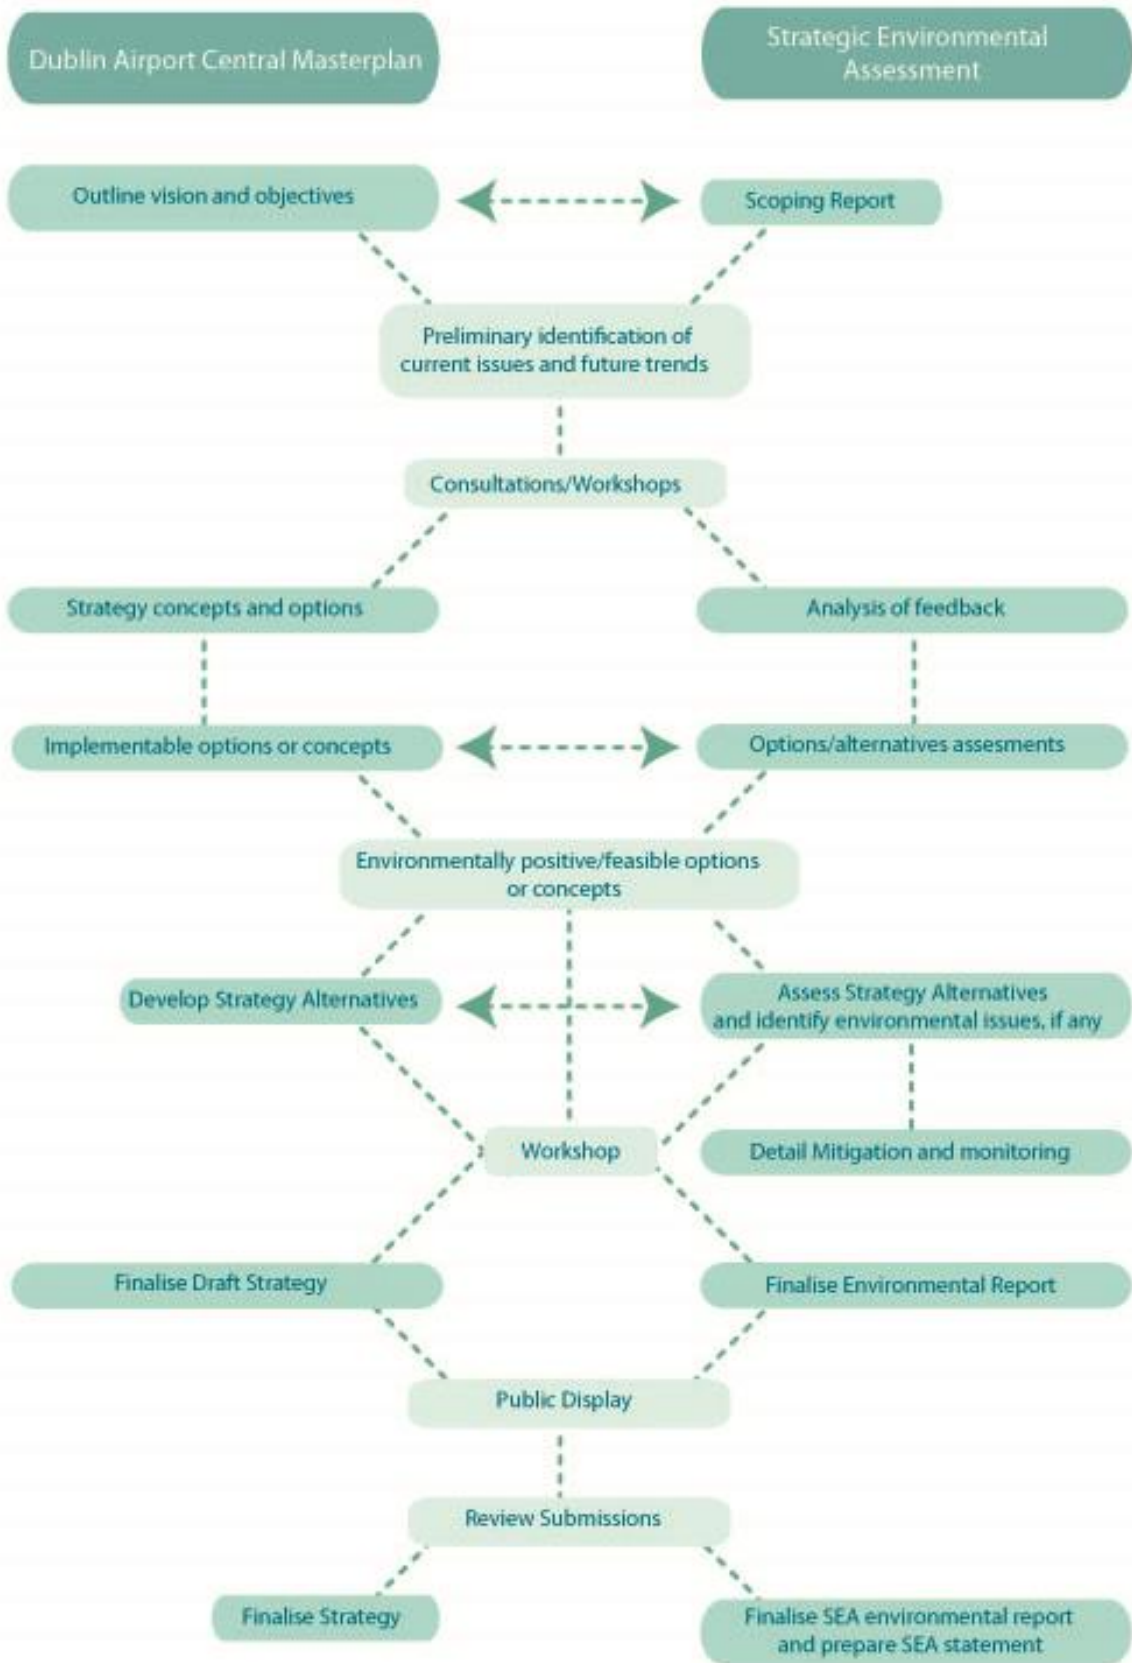 Dublin Airport Central Masterplan
Strategic Environmental
Assessment
Outline vision and objectives
Scoping Report
Preliminary identification of
current issues and future trends
Consultations/Workshops
Strategy concepts and options
Analysis of feedback
Implementable options or concepts
Options/alternatives assesments
Environmentally positive/feasible options
or concepts
Develop Strategy Alternatives
Assess Strategy Alternatives
and identify environmental issues, if any
Workshop
Detail Mitigation and monitoring
Finalise Draft Strategy
Finalise Environmental Report
Public Display
Review Submissions
Finalise Strategy
Finalise SEA environmental report
and prepare SEA statement